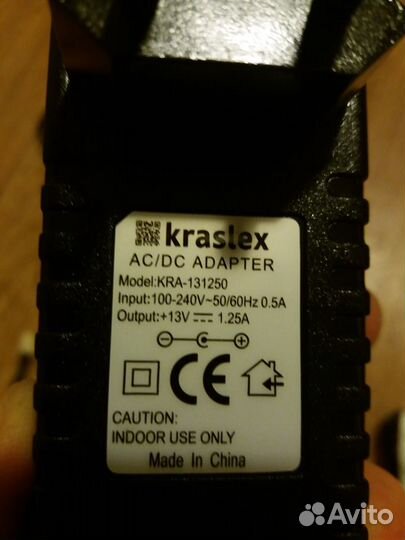 kraslex
AC/DC ADAPTER
Model:KRA-131250
Input:100-240V~50/60Hz 0.5A
Output:+13V⎓1.25A
CE
CAUTION:
INDOOR USE ONLY
Made In China
Avito